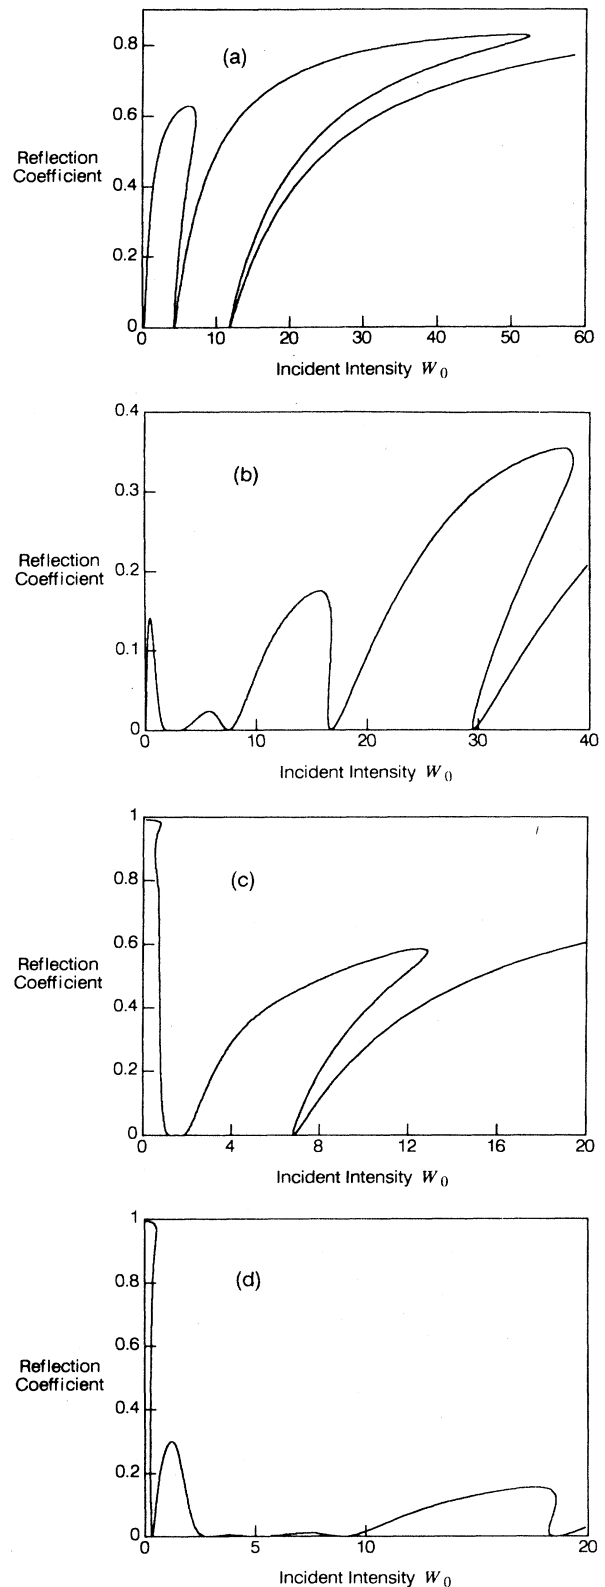 0.8
(a)
0.6
Reflection
Coefficient
0.4
0.2
0
0 10 20 30 40 50 60
Incident Intensity W0
0.4
(b)
0.3
Reflection
Coefficient
0.2
0.1
0
0 10 20 30 40
Incident Intensity W0
1
(c)
0.8
0.6
Reflection
Coefficient
0.4
0.2
0
0 4 8 12 16 20
Incident Intensity W0
1
(d)
0.8
0.6
Reflection
Coefficient
0.4
0.2
0
0 5 10 20
Incident Intensity W0